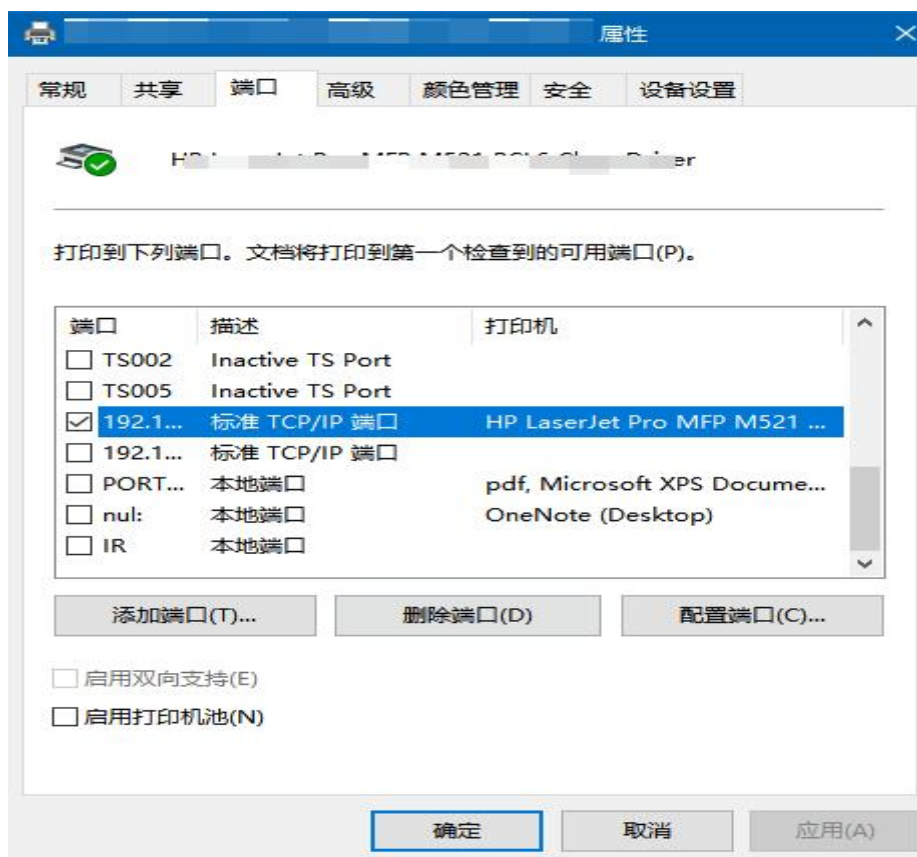 属性
常规 共享 端口 高级 颜色管理 安全 设备设置
打印到下列端口。文档将打印到第一个检查到的可用端口(P)。
端口 描述 打印机
TS002 Inactive TS Port
TS005 Inactive TS Port
192.1... 标准 TCP/IP 端口 HP LaserJet Pro MFP M521 ...
192.1... 标准 TCP/IP 端口
PORT... 本地端口 pdf, Microsoft XPS Docume...
nul: 本地端口 OneNote (Desktop)
IR 本地端口
添加端口(T)... 删除端口(D) 配置端口(C)...
启用双向支持(E)
启用打印机池(N)
确定 取消 应用(A)